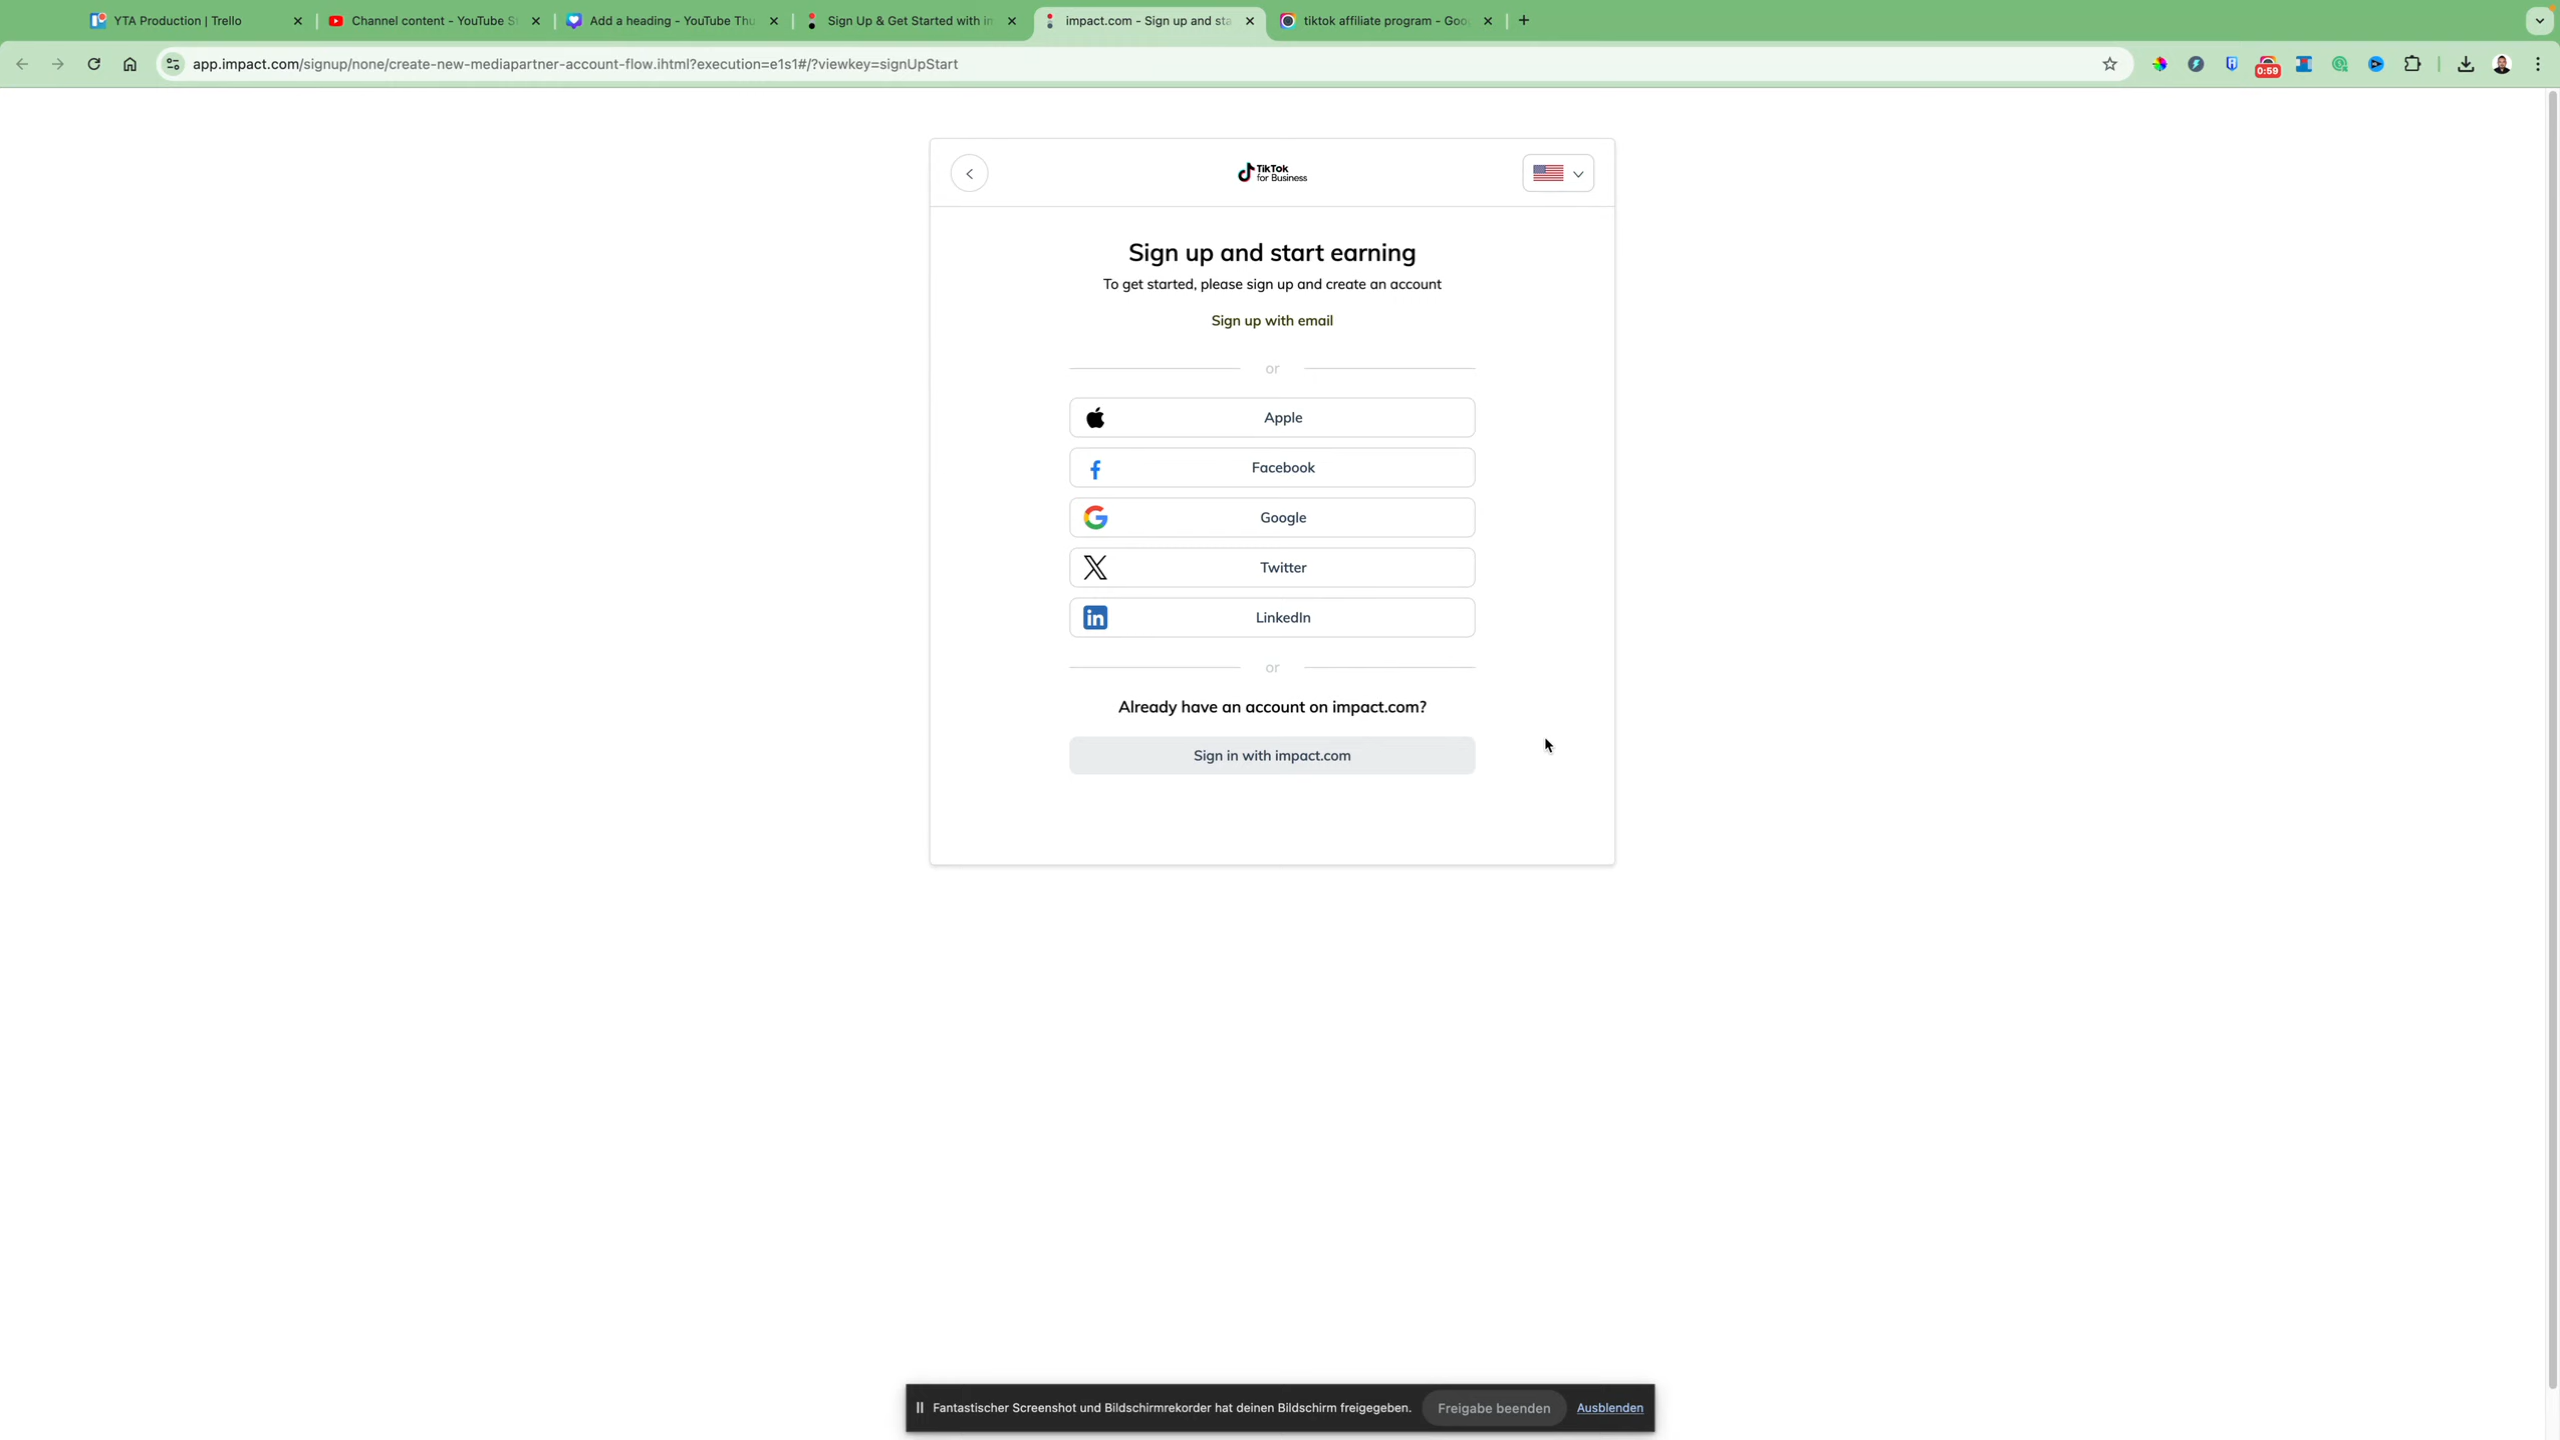 YTA Production | Trello
Channel content - YouTube S
Add a heading - YouTube Thu
Sign Up & Get Started with in
impact.com - Sign up and sta
tiktok affiliate program - Goo
app.impact.com/signup/none/create-new-mediapartner-account-flow.ihtml?execution=e1s1#/?viewkey=signUpStart
0:59
TikTok
for Business
Sign up and start earning
To get started, please sign up and create an account
Sign up with email
or
Apple
Facebook
Google
Twitter
LinkedIn
or
Already have an account on impact.com?
Sign in with impact.com
Fantastischer Screenshot und Bildschirmrekorder hat deinen Bildschirm freigegeben.
Freigabe beenden
Ausblenden